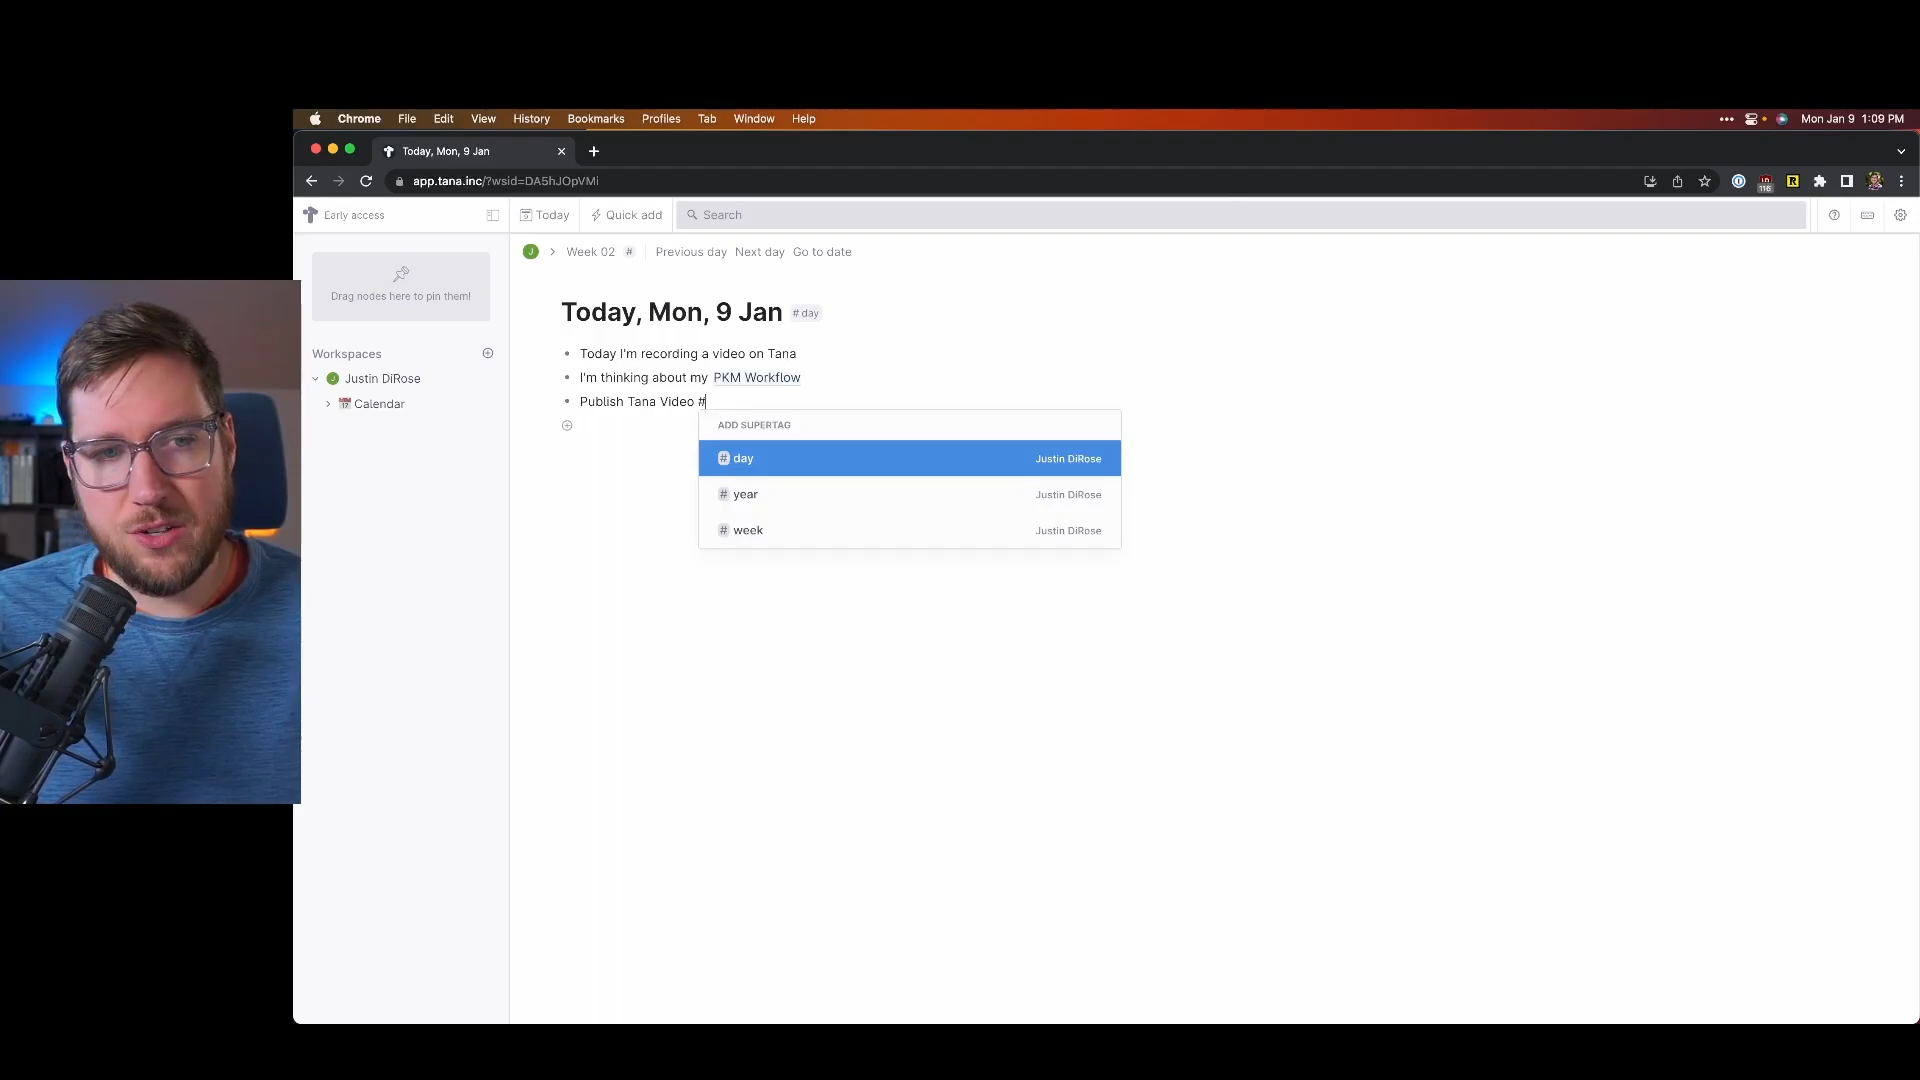 Chrome File Edit View History Bookmarks Profiles Tab Window Help
Mon Jan 9 1:09 PM
Today, Mon, 9 Jan
app.tana.inc/?wsid=DA5hJOpVMi
116
Early access
Today
Quick add
Search
J
Week 02 #
Previous day Next day Go to date
Drag nodes here to pin them!
Workspaces
J Justin DiRose
Calendar
Today, Mon, 9 Jan # day
Today I'm recording a video on Tana
I'm thinking about my PKM Workflow
Publish Tana Video #
ADD SUPERTAG
# day Justin DiRose
# year Justin DiRose
# week Justin DiRose